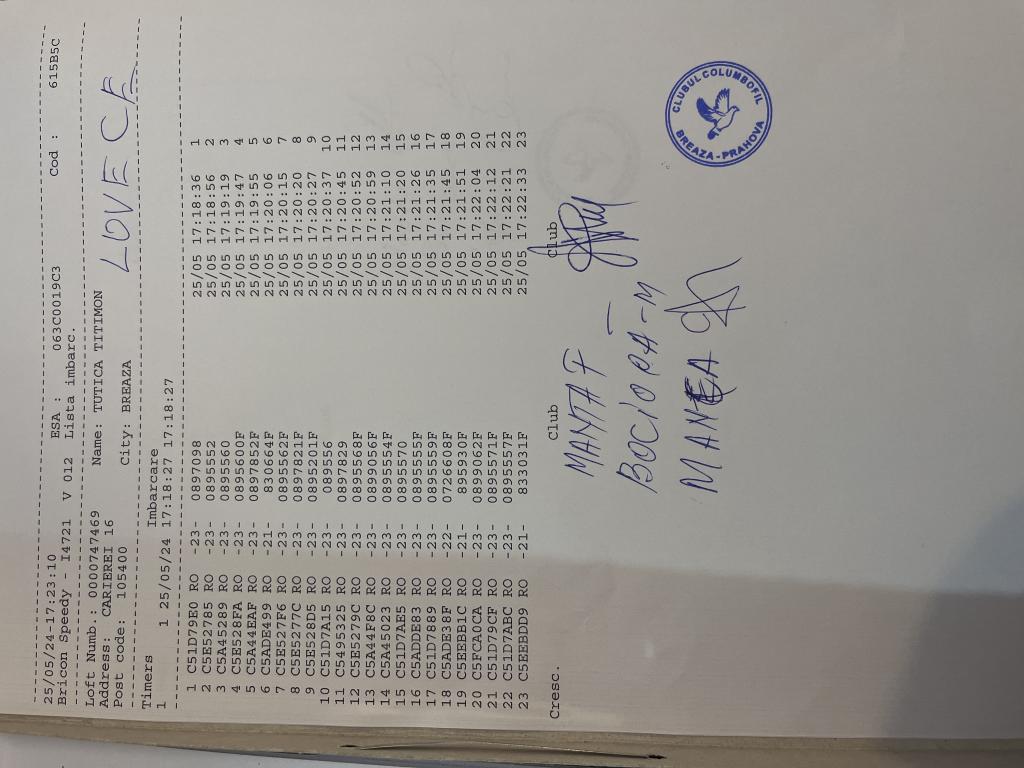 25/05/24-17:23:10 ESA : 063C0019C3 Cod : 615B5C
Bricon Speedy - I4721 V 012 Lista imbarc.
Loft Numb.: 0000747469 Name: TUTICA TITIMON
Address: CARIEREI 16
Post code: 105400 City: BREAZA
LOVECE
Timers Imbarcare
1 1 25/05/24 17:18:27 17:18:27
1 C51D79E0 RO -23- 0897098 25/05 17:18:36 1
2 C5E52785 RO -23- 0895552 25/05 17:18:56 2
3 C5A45289 RO -23- 0895560 25/05 17:19:19 3
4 C5E528FA RO -23- 0895600F 25/05 17:19:47 4
5 C5A44EAF RO -23- 0897852F 25/05 17:19:55 5
6 C5ADE499 RO -21- 830664F 25/05 17:20:06 6
7 C5E527F6 RO -23- 0895562F 25/05 17:20:15 7
8 C5E5277C RO -23- 0897821F 25/05 17:20:20 8
9 C5E528D5 RO -23- 0895201F 25/05 17:20:27 9
10 C51D7A15 RO -23- 089556 25/05 17:20:37 10
11 C5495325 RO -23- 0897829 25/05 17:20:45 11
12 C5E5279C RO -23- 0895568F 25/05 17:20:52 12
13 C5A44F8C RO -23- 0899056F 25/05 17:20:59 13
14 C5A45023 RO -23- 0895554F 25/05 17:21:10 14
15 C51D7AE5 RO -23- 0895570 25/05 17:21:20 15
16 C5ADDE83 RO -23- 0895555F 25/05 17:21:26 16
17 C51D7889 RO -23- 0895559F 25/05 17:21:35 17
18 C5ADE38F RO -22- 0726608F 25/05 17:21:45 18
19 C5EEBB1C RO -21- 895930F 25/05 17:21:51 19
20 C5FCA0CA RO -23- 0899062F 25/05 17:22:04 20
21 C51D79CF RO -23- 0895571F 25/05 17:22:12 21
22 C51D7ABC RO -23- 0895557F 25/05 17:22:21 22
23 C5EEBDD9 RO -21- 833031F 25/05 17:22:33 23
Cresc. Club Club
MANTA F
BOCIOACA-M
MANEA
CLUBUL COLUMBOFIL
BREAZA-PRAHOVA